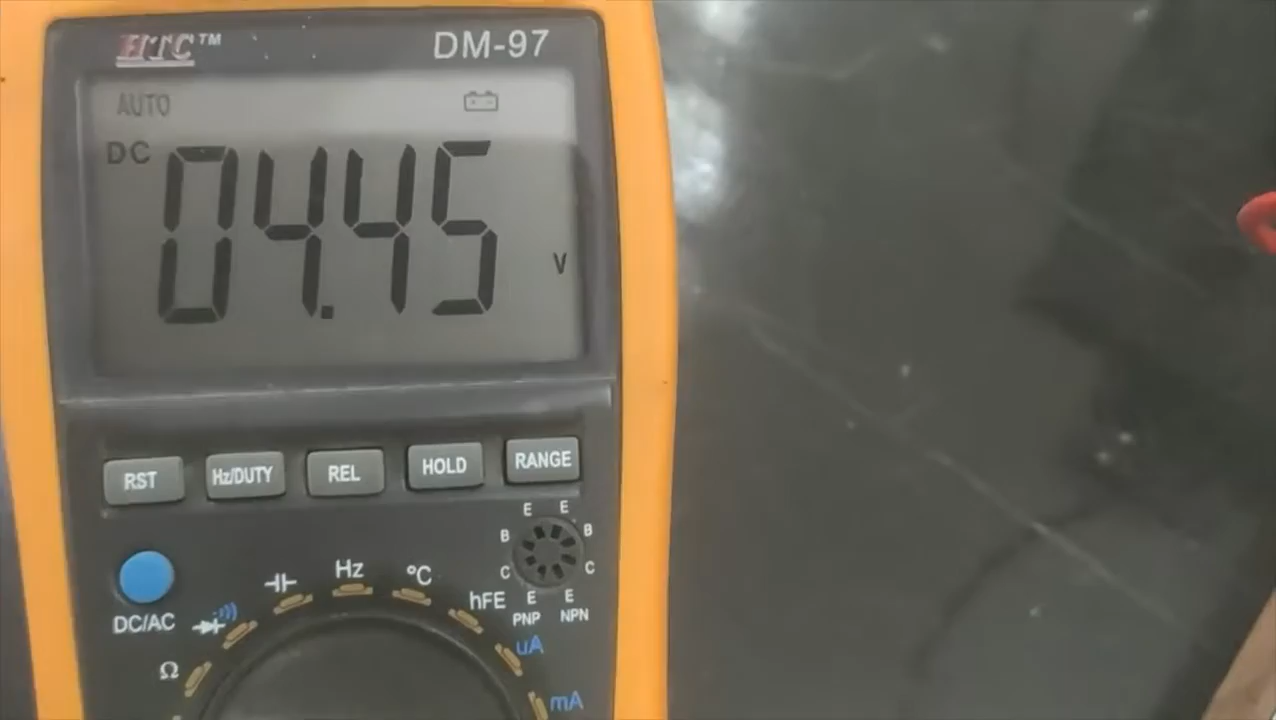 HTC™ DM-97
AUTO
DC 04.45 V
RST Hz/DUTY REL HOLD RANGE
E E
B B
C C
E E
PNP NPN
DC/AC
Hz °C hFE
Ω uA
mA